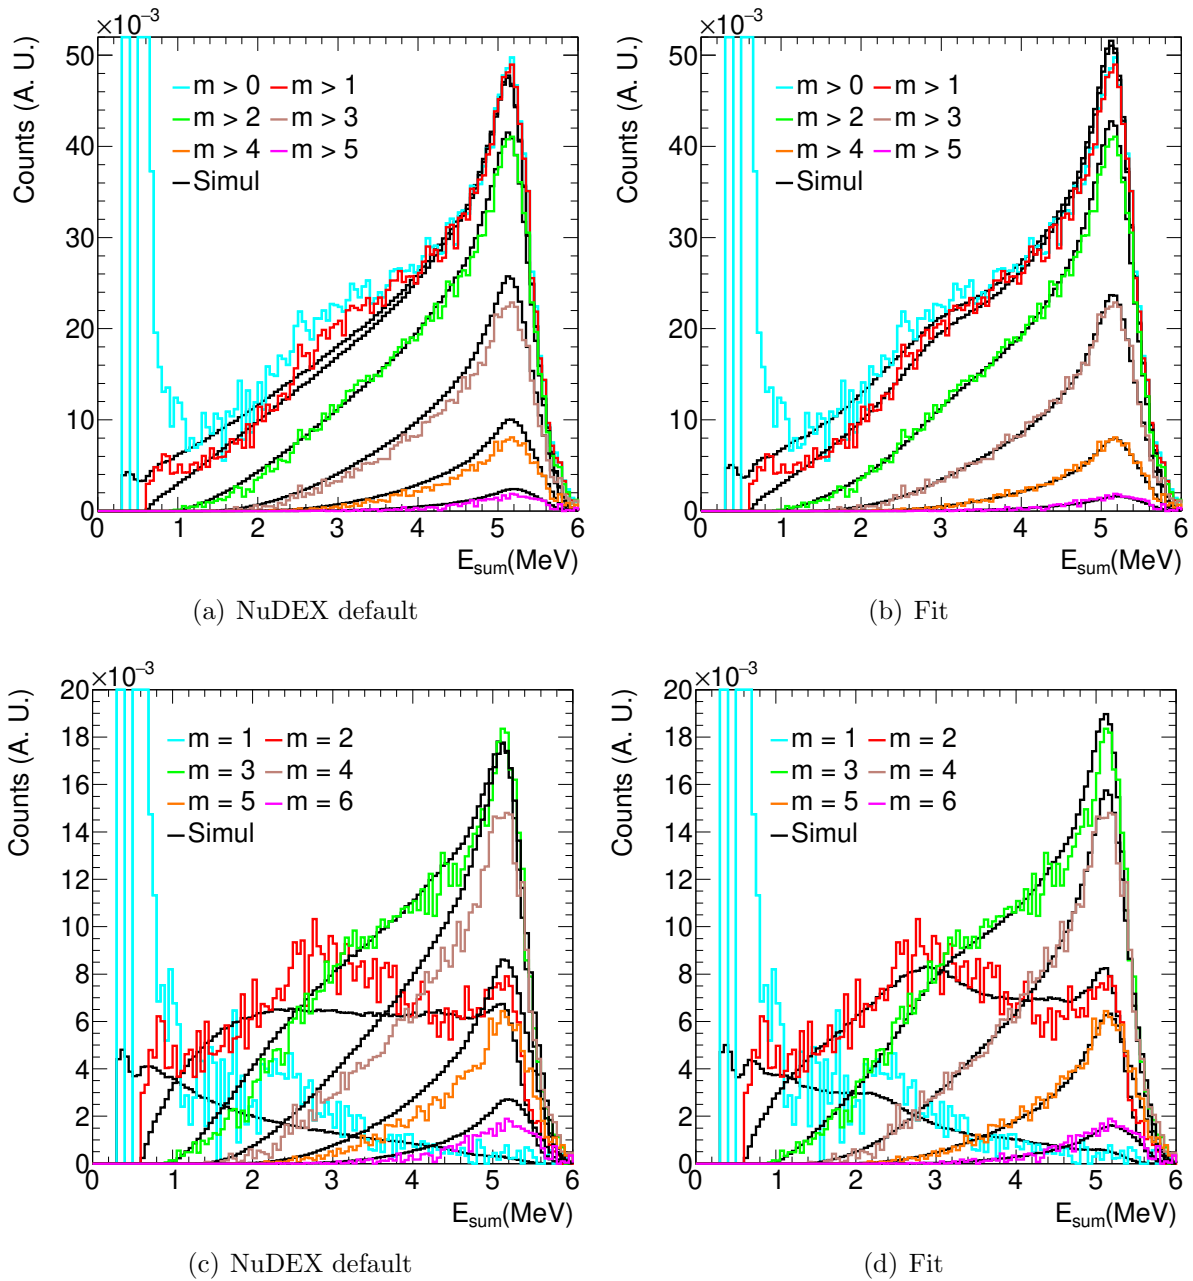 ×10⁻³
Counts (A. U.)
50
40
30
20
10
0
m > 0 m > 1
m > 2 m > 3
m > 4 m > 5
Simul
0 1 2 3 4 5 6
E_sum(MeV)
(a) NuDEX default
×10⁻³
Counts (A. U.)
50
40
30
20
10
0
m > 0 m > 1
m > 2 m > 3
m > 4 m > 5
Simul
0 1 2 3 4 5 6
E_sum(MeV)
(b) Fit
×10⁻³
Counts (A. U.)
20
18
16
14
12
10
8
6
4
2
0
m = 1 m = 2
m = 3 m = 4
m = 5 m = 6
Simul
0 1 2 3 4 5 6
E_sum(MeV)
(c) NuDEX default
×10⁻³
Counts (A. U.)
20
18
16
14
12
10
8
6
4
2
0
m = 1 m = 2
m = 3 m = 4
m = 5 m = 6
Simul
0 1 2 3 4 5 6
E_sum(MeV)
(d) Fit